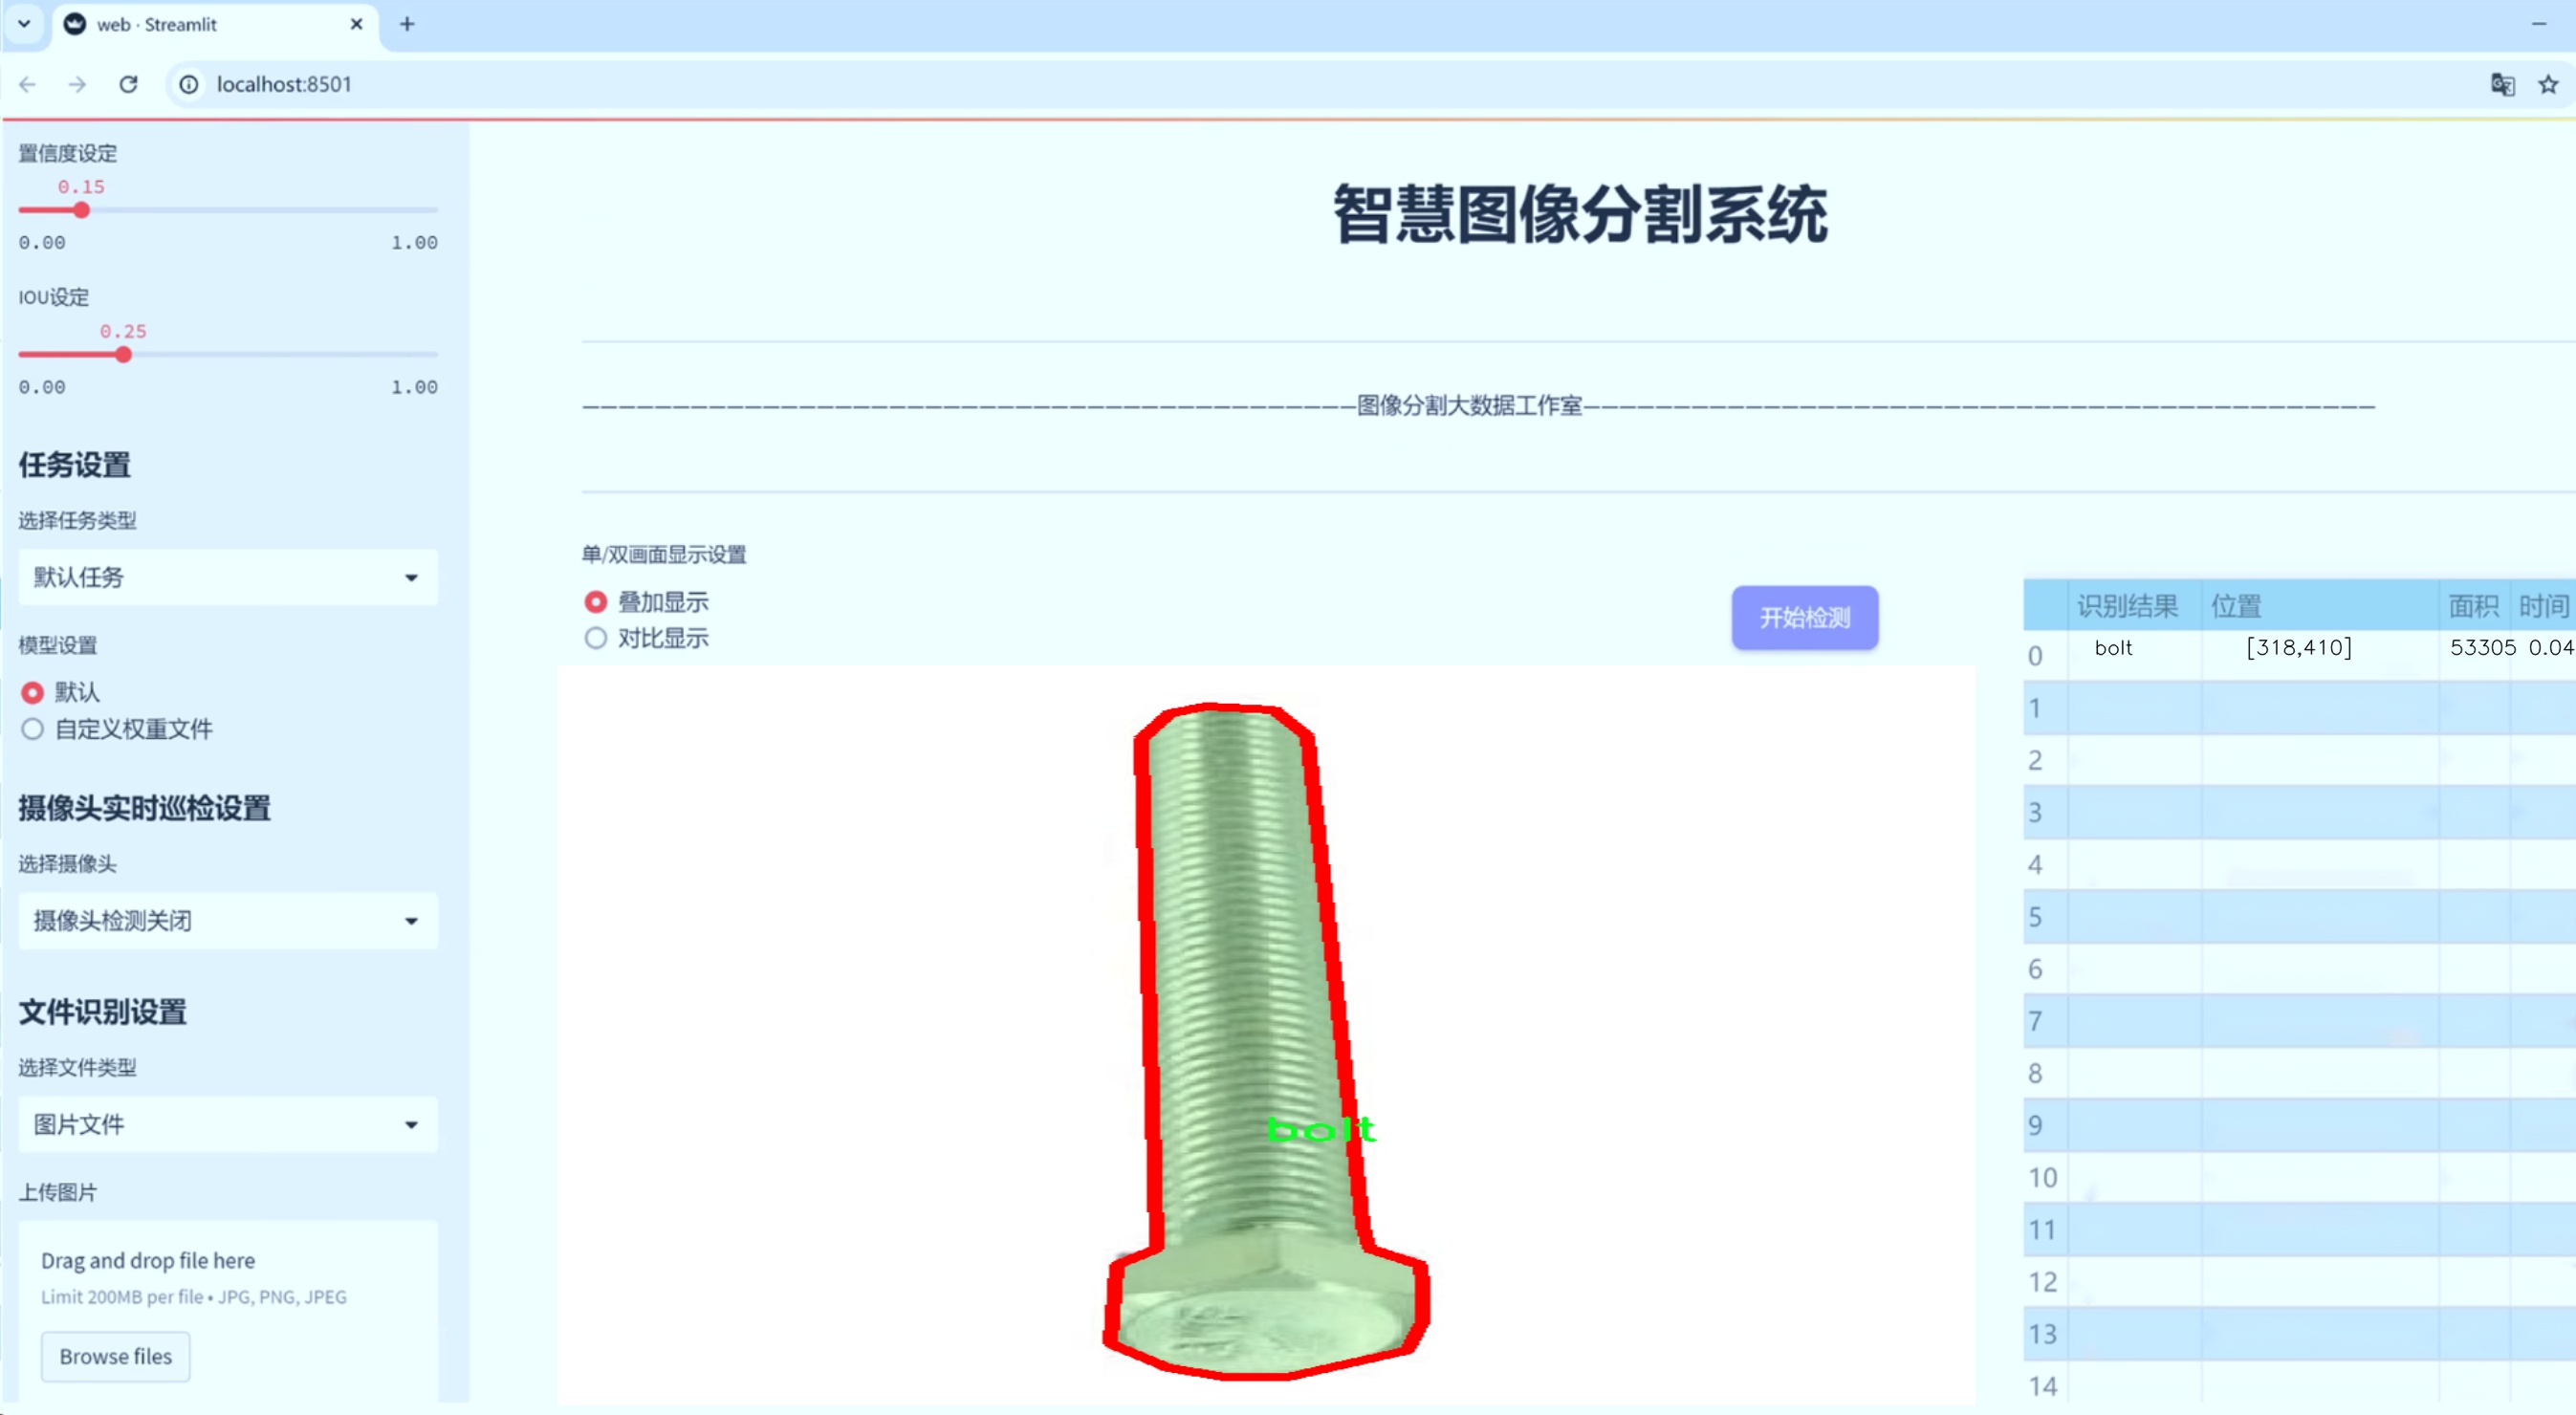 web · Streamlit
localhost:8501
置信度设定
0.15
0.00 1.00
IOU设定
0.25
0.00 1.00
任务设置
选择任务类型
默认任务
模型设置
默认
自定义权重文件
摄像头实时巡检设置
选择摄像头
摄像头检测关闭
文件识别设置
选择文件类型
图片文件
上传图片
Drag and drop file here
Limit 200MB per file • JPG, PNG, JPEG
Browse files
智慧图像分割系统
———————————————————————————————————————————图像分割大数据工作室————————————————————————————————————————————
单/双画面显示设置
叠加显示
对比显示
开始检测
bolt
识别结果 位置 面积 时间
0 bolt [318,410] 53305 0.04
1
2
3
4
5
6
7
8
9
10
11
12
13
14